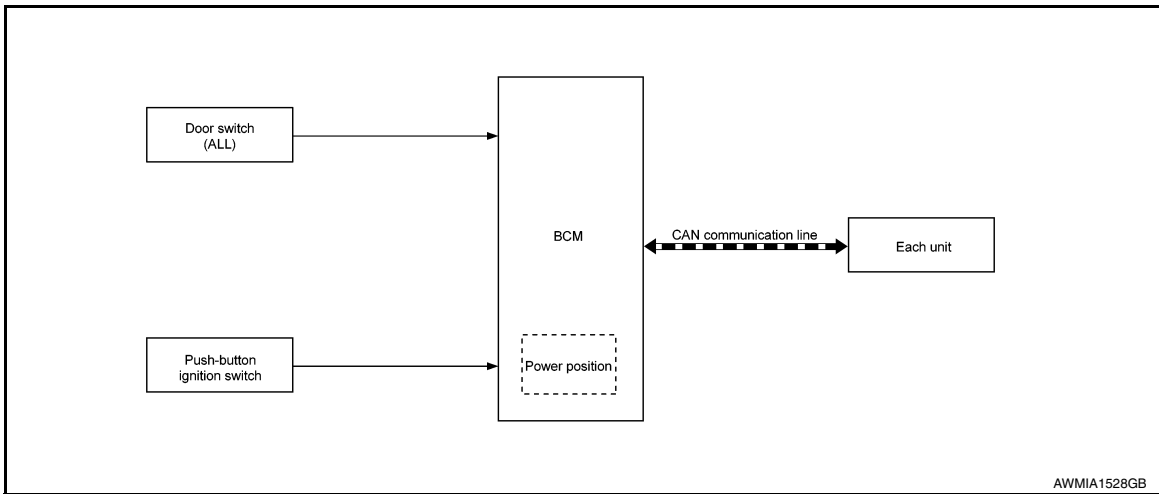 Door switch
(ALL)
BCM
CAN communication line
Each unit
Push-button
ignition switch
Power position
AWMIA1528GB